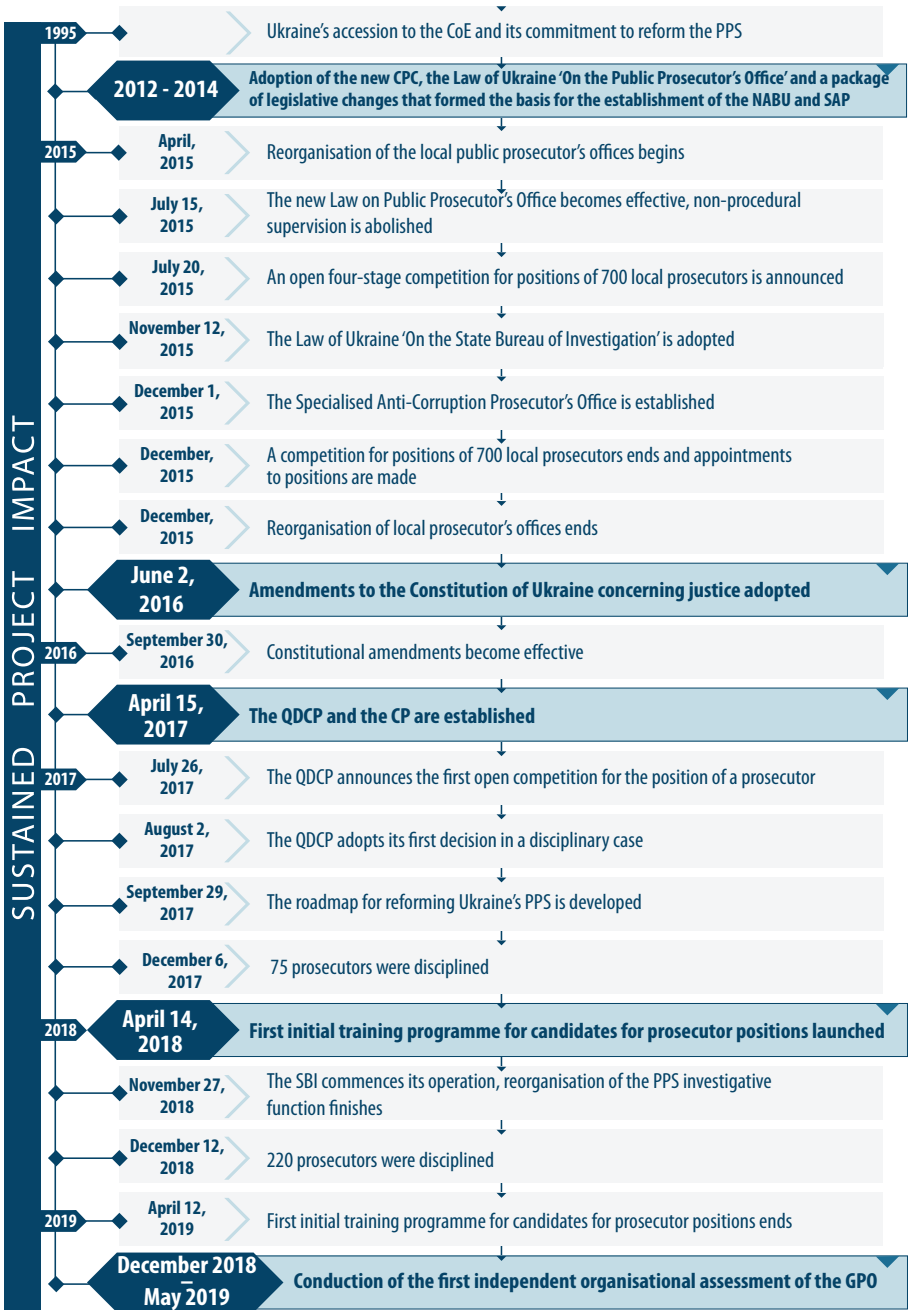 SUSTAINED PROJECT IMPACT
1995
Ukraine’s accession to the CoE and its commitment to reform the PPS
2012 - 2014
Adoption of the new CPC, the Law of Ukraine ‘On the Public Prosecutor’s Office’ and a package
of legislative changes that formed the basis for the establishment of the NABU and SAP
2015
April,
2015
Reorganisation of the local public prosecutor’s offices begins
July 15,
2015
The new Law on Public Prosecutor’s Office becomes effective, non-procedural
supervision is abolished
July 20,
2015
An open four-stage competition for positions of 700 local prosecutors is announced
November 12,
2015
The Law of Ukraine ‘On the State Bureau of Investigation’ is adopted
December 1,
2015
The Specialised Anti-Corruption Prosecutor’s Office is established
December,
2015
A competition for positions of 700 local prosecutors ends and appointments
to positions are made
December,
2015
Reorganisation of local prosecutor’s offices ends
June 2,
2016
Amendments to the Constitution of Ukraine concerning justice adopted
2016
September 30,
2016
Constitutional amendments become effective
April 15,
2017
The QDCP and the CP are established
2017
July 26,
2017
The QDCP announces the first open competition for the position of a prosecutor
August 2,
2017
The QDCP adopts its first decision in a disciplinary case
September 29,
2017
The roadmap for reforming Ukraine’s PPS is developed
December 6,
2017
75 prosecutors were disciplined
2018
April 14,
2018
First initial training programme for candidates for prosecutor positions launched
November 27,
2018
The SBI commences its operation, reorganisation of the PPS investigative
function finishes
December 12,
2018
220 prosecutors were disciplined
2019
April 12,
2019
First initial training programme for candidates for prosecutor positions ends
December 2018
–
May 2019
Conduction of the first independent organisational assessment of the GPO